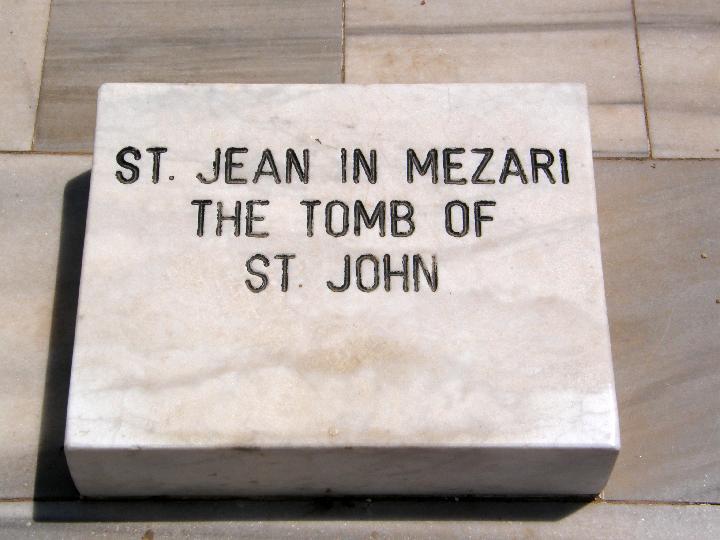 ST. JEAN IN MEZARI
THE TOMB OF
ST. JOHN